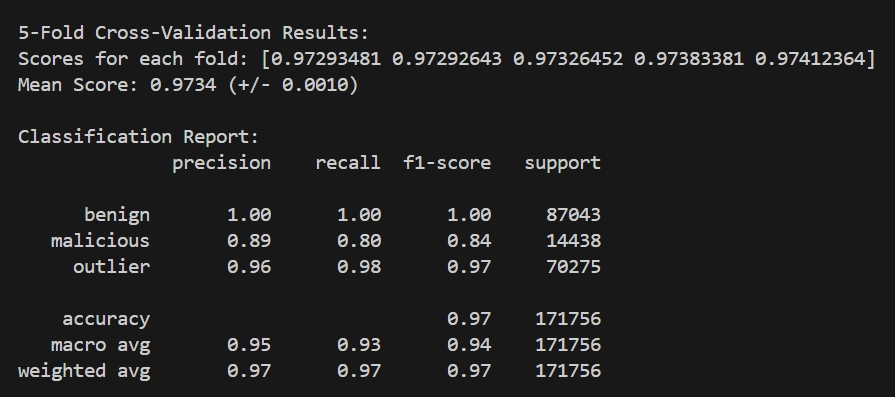 5-Fold Cross-Validation Results:
Scores for each fold: [0.97293481 0.97292643 0.97326452 0.97383381 0.97412364]
Mean Score: 0.9734 (+/- 0.0010)
Classification Report:
precision recall f1-score support
benign 1.00 1.00 1.00 87043
malicious 0.89 0.80 0.84 14438
outlier 0.96 0.98 0.97 70275
accuracy 0.97 171756
macro avg 0.95 0.93 0.94 171756
weighted avg 0.97 0.97 0.97 171756